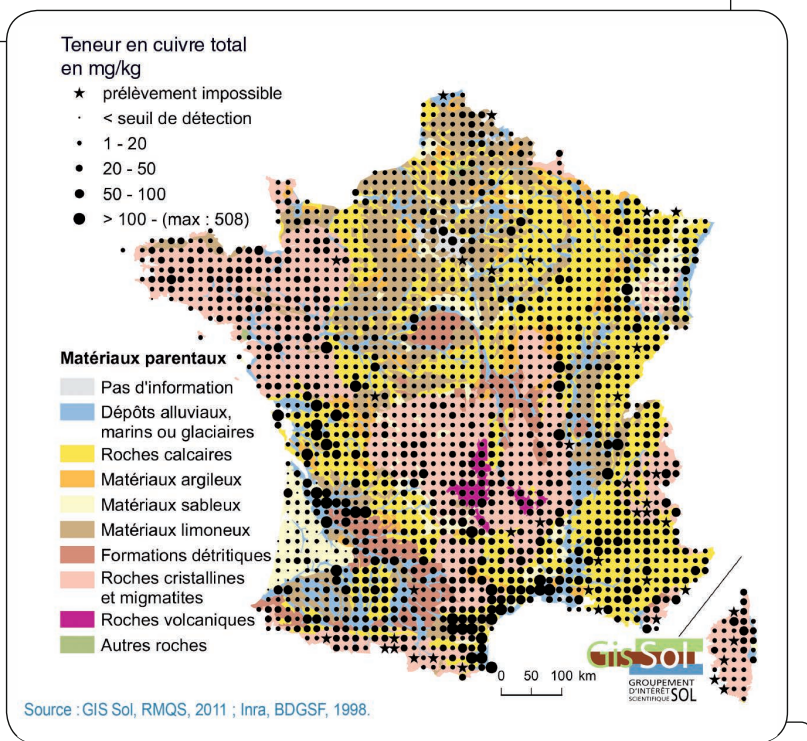 Teneur en cuivre total
en mg/kg
prélèvement impossible
< seuil de détection
1 - 20
20 - 50
50 - 100
> 100 - (max : 508)
Matériaux parentaux
Pas d'information
Dépôts alluviaux,
marins ou glaciaires
Roches calcaires
Matériaux argileux
Matériaux sableux
Matériaux limoneux
Formations détritiques
Roches cristallines
et migmatites
Roches volcaniques
Autres roches
0 50 100 km
Gis Sol
GROUPEMENT
D'INTÉRÊT
SCIENTIFIQUE SOL
Source : GIS Sol, RMQS, 2011 ; Inra, BDGSF, 1998.